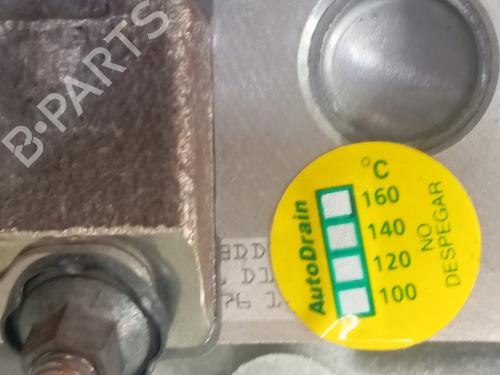 B-PARTS
AutoDrain
°C
160
140
120
100
NO
DESPEGAR